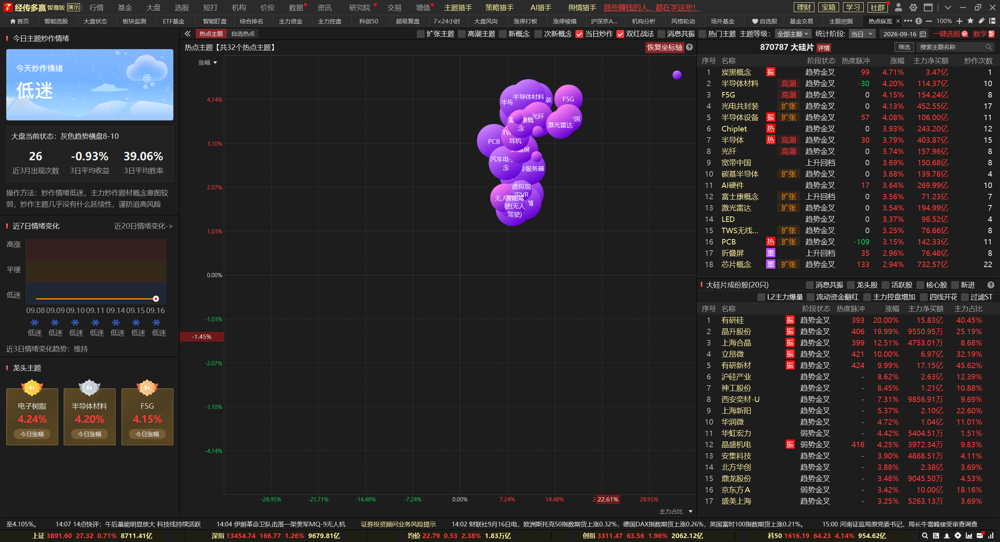 经传多赢 智尊版 演示 行情 基金 大盘 选股 短打 机构 价投 数据 资讯 研究院 交易 增值 主题猎手 策略猎手 AI猎手 舆情猎手 那些赚钱的人，都在学这些！ 理财 宝箱 学习 社群
首页 智能选股 大盘状态 板块监测 ETF基金 智能盯盘 综合排名 主力资金 主力控盘 科创50 超级复盘 7×24小时 大盘风向 涨停打板 涨停棱镜 沪深京A... 机构分析 风格轮动 场外基金 自选股 基金交易 主题挖掘 热点纵览 100%
今日主题炒作情绪
今天炒作情绪
低迷
大盘当前状态：灰色趋势横盘8-10
26 -0.93% 39.06%
近3月出现次数 3日平均收益 3日平均胜率
操作方法：炒作情绪低迷，主力炒作题材概念意图较
弱，炒作主题几乎没有什么延续性，谨防追高风险
近7日情绪变化 近20日情绪变化->
高涨
平缓
低迷
09.08 09.09 09.10 09.11 09.14 09.15 09.16
低迷 低迷 低迷 低迷 低迷 低迷 低迷
近3日情绪变化趋势：维持
龙头主题
电子树脂 半导体材料 F5G
4.24% 4.20% 4.15%
今日涨幅 今日涨幅 今日涨幅
热点主题 自选热点 扩张主题 高潮主题 新概念 次新概念 当日炒作 双红战法 消息共振 热门主题 主题等级： 全部主题 统计阶段: 当日 2026-09-16 一键选股 教学
热点主题【共32个热点主题】 恢复坐标轴
涨幅
4.14%
3.10%
2.07%
1.03%
0.00%
-1.03%
-1.45%
-2.07%
-3.10%
-4.14%
半导体材料
半导 装
F5G
光纤
康概
念
国
激光雷达
TW
耳机
PCB
折叠屏
汽车电子
念
冷服务器
虚拟现
实VR
无人 智能驾
驶(无人
驾驶)
算
-28.95% -21.71% -14.48% -7.24% 0.00% 7.24% 14.48% 2 22.61% 28.95%
主力占比
870787 大硅片 详情 筛选 搜索主题名称
序号 名称 阶段状态 热度脉冲 涨幅 主力净买额 炒作次数
1 炭黑概念 振 趋势金叉 99 4.71% 3.47亿 1
2 半导体材料 高潮 趋势金叉 -30 4.20% 114.37亿 10
3 F5G 高潮 趋势金叉 0 4.15% 154.24亿 8
4 光电共封装 扩张 趋势金叉 0 4.13% 452.55亿 17
5 半导体设备 振 扩张 趋势金叉 57 4.08% 106.00亿 11
6 Chiplet 热 趋势金叉 0 3.93% 243.20亿 12
7 半导体 热 高潮 趋势金叉 30 3.79% 403.87亿 15
8 光纤 高潮 趋势金叉 0 3.74% 157.96亿 8
9 宽带中国 上升回档 0 3.69% 150.68亿 8
10 碳基半导体 扩张 趋势金叉 0 3.68% 139.78亿 4
11 AI硬件 趋势金叉 17 3.64% 269.99亿 10
12 富士康概念 扩张 上升回档 0 3.56% 71.23亿 7
13 激光雷达 扩张 趋势金叉 0 3.54% 194.99亿 7
14 LED 趋势金叉 0 3.37% 98.52亿 4
15 TWS无线... 扩张 趋势金叉 0 3.25% 76.66亿 8
16 PCB 热 扩张 趋势金叉 -109 3.15% 142.33亿 11
17 折叠屏 重 上升回档 35 2.96% 76.48亿 8
18 芯片概念 重 扩张 趋势金叉 133 2.94% 732.57亿 22
大硅片成份股(20只) 消息共振 龙头股 活跃股 核心股 新进
L2主力爆量 流动资金翻红 主力控盘增加 四线开花 过滤ST
序号 名称 阶段状态 热度脉冲 涨幅 主力净买额 主力占比
1 有研硅 振 趋势金叉 393 20.00% 15.83亿 40.45%
2 晶升股份 振 趋势金叉 406 19.99% 9550.95万 25.19%
3 上海合晶 振 趋势金叉 399 12.51% 4753.01万 8.68%
4 立昂微 振 趋势金叉 421 10.00% 6.97亿 32.19%
5 有研新材 振 趋势金叉 424 9.99% 17.15亿 45.62%
6 沪硅产业 趋势金叉 - 8.62% 2.63亿 12.39%
7 神工股份 趋势金叉 - 8.45% 1.21亿 10.88%
8 西安奕材-U 趋势金叉 - 7.31% 9856.91万 9.69%
9 上海新阳 趋势金叉 - 5.37% 2.10亿 22.60%
10 华润微 趋势金叉 - 4.72% 1.04亿 11.01%
11 华虹宏力 弱势金叉 - 4.42% 5404.51万 1.51%
12 晶盛机电 振 弱势金叉 416 4.25% 3972.34万 9.83%
13 安集科技 趋势金叉 - 3.90% 4868.51万 4.11%
14 北方华创 趋势金叉 - 3.88% 2.38亿 3.69%
15 鼎龙股份 趋势金叉 - 3.48% 9045.50万 4.53%
16 京东方Ａ 弱势金叉 - 3.42% 10.00亿 18.16%
17 盛美上海 趋势金叉 - 3.25% 5263.13万 3.69%
至4.105%。 14:07 14点快评：午后量能明显放大 科技线持续活跃 14:04 伊朗革命卫队击落一架美军MQ-9无人机 证券投资顾问业务风险提示 14:02 财联社9月16日电，欧洲斯托克50指数期货上涨0.32%，德国DAX指数期货上涨0.26%，英国富时100指数期货上涨0.21%。 15:00 河南证监局原党委书记、局长牛雪峰接受审查调查
上证 3891.60 27.32 0.71% 8711.41亿 深指 13454.74 166.77 1.26% 9679.81亿 均价 22.79 0.53 2.38% 1.83万亿 创指 3311.47 63.56 1.96% 2062.12亿 科50 1616.19 64.23 4.14% 954.62亿